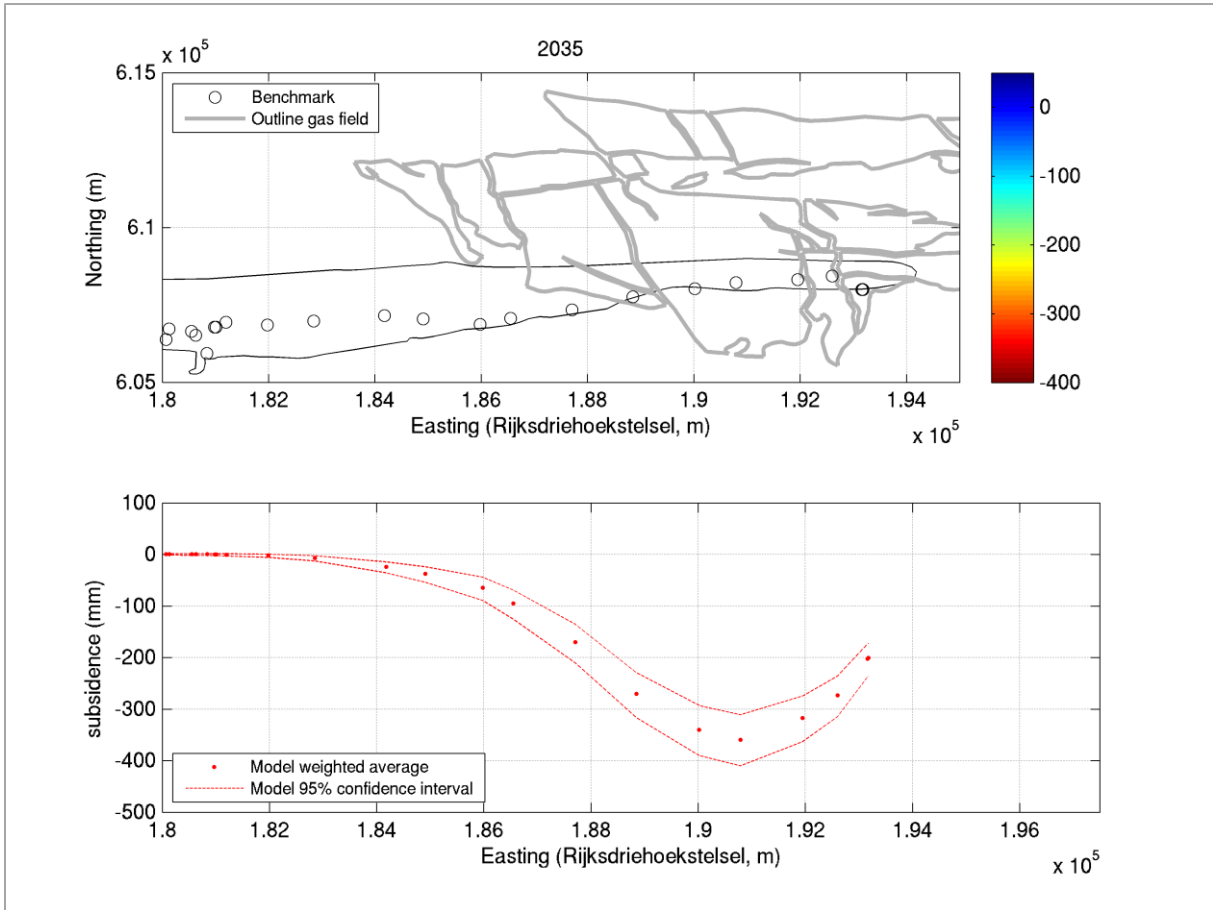 2035
x 10^5
6.15
6.1
6.05
Northing (m)
Benchmark
Outline gas field
1.8 1.82 1.84 1.86 1.88 1.9 1.92 1.94
Easting (Rijksdriehoekstelsel, m)
x 10^5
0
-100
-200
-300
-400
100
0
-100
-200
-300
-400
-500
subsidence (mm)
Model weighted average
Model 95% confidence interval
1.8 1.82 1.84 1.86 1.88 1.9 1.92 1.94 1.96
Easting (Rijksdriehoekstelsel, m)
x 10^5